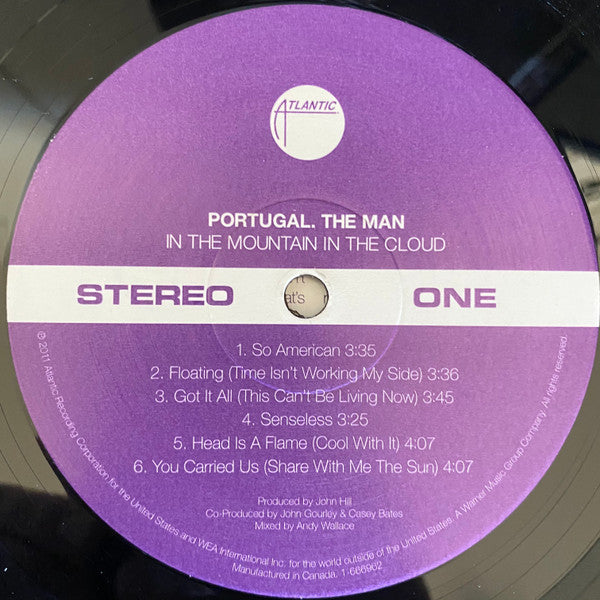 ATLANTIC
PORTUGAL. THE MAN
IN THE MOUNTAIN IN THE CLOUD
STEREO
ONE
at's
1. So American 3:35
2. Floating (Time Isn't Working My Side) 3:36
3. Got It All (This Can't Be Living Now) 3:45
4. Senseless 3:25
5. Head Is A Flame (Cool With It) 4:07
6. You Carried Us (Share With Me The Sun) 4:07
Produced by John Hill
Co-Produced by John Gourley & Casey Bates
Mixed by Andy Wallace
℗ 2011 Atlantic Recording Corporation for the United States and WEA International Inc. for the world outside of the United States. A Warner Music Group Company. All rights reserved.
Manufactured in Canada. 1-666962